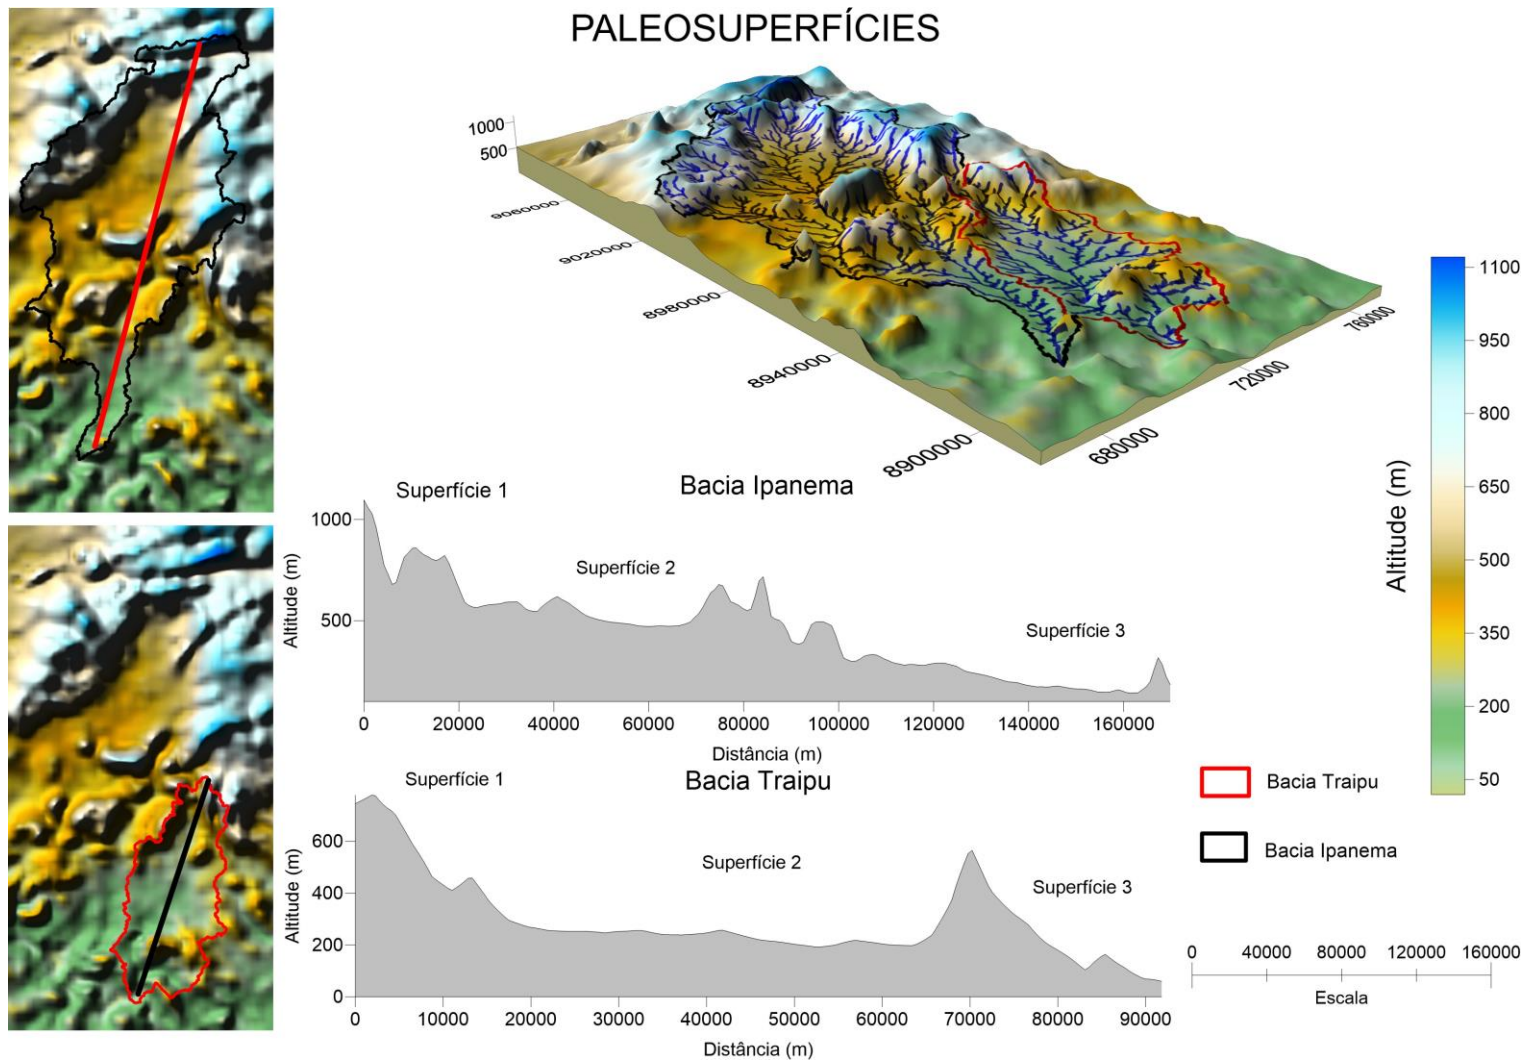 PALEOSUPERFÍCIES
1000
500
9060000
9020000
8980000
8940000
8900000
680000
720000
760000
Altitude (m)
1100
950
800
650
500
350
200
50
Bacia Ipanema
Superfície 1
Superfície 2
Superfície 3
Altitude (m)
1000
500
0 20000 40000 60000 80000 100000 120000 140000 160000
Distância (m)
Bacia Traipu
Superfície 1
Superfície 2
Superfície 3
Altitude (m)
600
400
200
0
0 10000 20000 30000 40000 50000 60000 70000 80000 90000
Distância (m)
Bacia Traipu
Bacia Ipanema
0 40000 80000 120000 160000
Escala